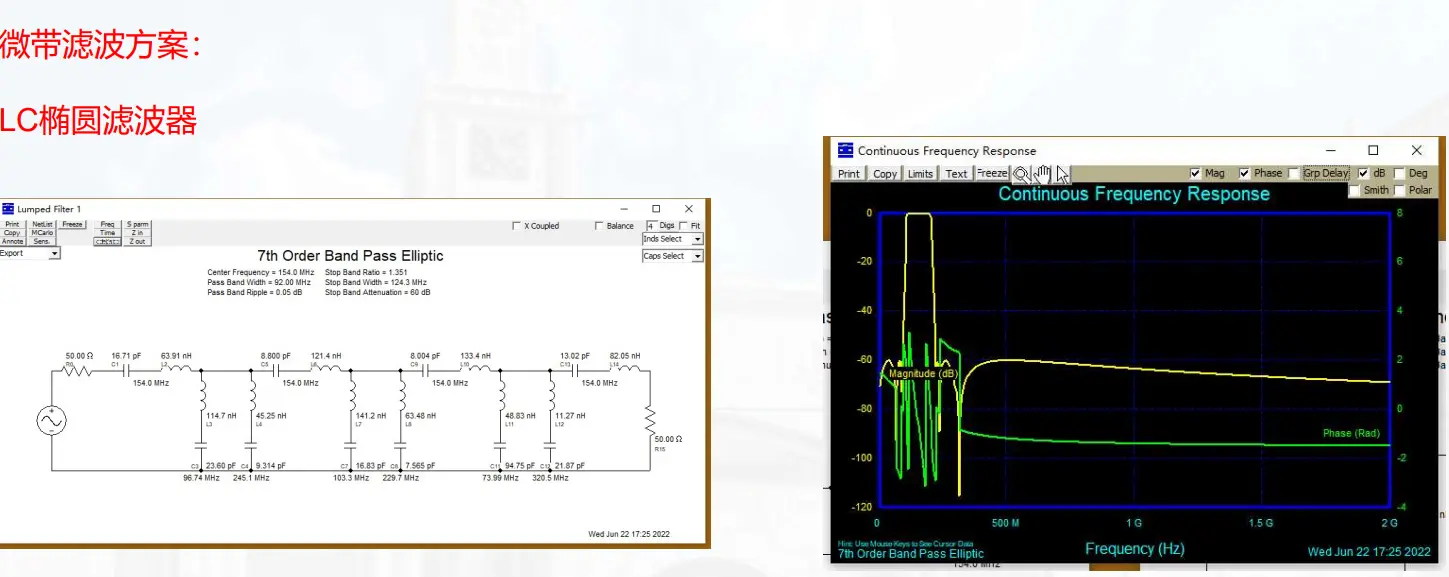 微带滤波方案：
LC椭圆滤波器
Lumped Filter 1
Print NetList Freeze Freq S parm
Copy MCarlo Time Z in
Annote Sens. Z out
Export
X Coupled Balance 4 Digs Fit
Inds Select
Caps Select
7th Order Band Pass Elliptic
Center Frequency = 154.0 MHz Stop Band Ratio = 1.351
Pass Band Width = 92.00 MHz Stop Band Width = 124.3 MHz
Pass Band Ripple = 0.05 dB Stop Band Attenuation = 60 dB
50.00 Ω 16.71 pF 63.91 nH 8.800 pF 121.4 nH 8.004 pF 133.4 nH 13.02 pF 82.05 nH
R0 C1 L2 C5 L6 C9 L10 C13 L14
154.0 MHz 154.0 MHz 154.0 MHz 154.0 MHz
114.7 nH 45.25 nH 141.2 nH 63.48 nH 48.83 nH 11.27 nH
L3 L4 L7 L8 L11 L12
50.00 Ω
R15
C3 23.60 pF C4 9.314 pF C7 16.83 pF C8 7.565 pF C11 94.75 pF C12 21.87 pF
96.74 MHz 245.1 MHz 103.3 MHz 229.7 MHz 73.99 MHz 320.5 MHz
Wed Jun 22 17:25 2022
Continuous Frequency Response
Print Copy Limits Text Freeze Mag Phase Grp Delay dB Deg
Smith Polar
Continuous Frequency Response
0 8
-20 6
-40 4
-60 2
Magnitude (dB)
-80 0
Phase (Rad)
-100 -2
-120 -4
0 500 M 1 G 1.5 G 2 G
Hint: Use Mouse Keys to See Cursor Data
7th Order Band Pass Elliptic Frequency (Hz) Wed Jun 22 17:25 2022
154.0 MHz